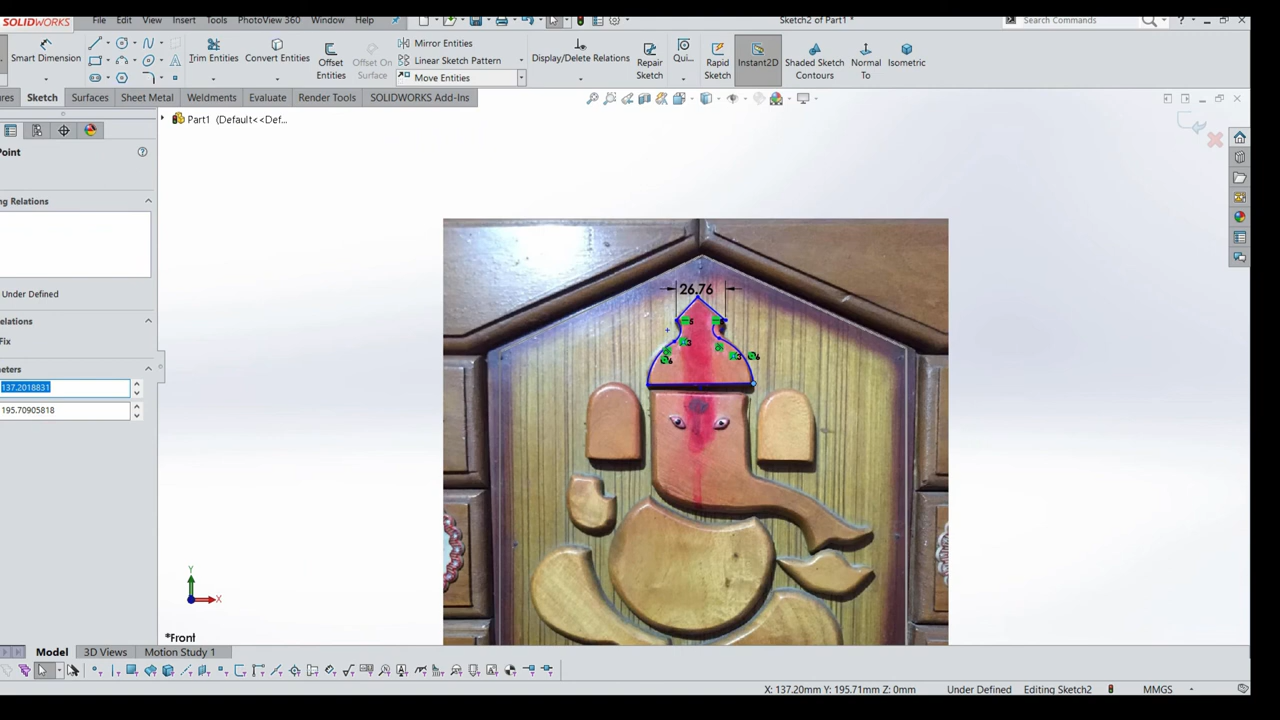 SOLIDWORKS File Edit View Insert Tools PhotoView 360 Window Help Sketch2 of Part1 * Search Commands
Smart Dimension Trim Entities Convert Entities Offset Entities Offset On Surface Mirror Entities Linear Sketch Pattern Move Entities Display/Delete Relations Repair Sketch Qui... Rapid Sketch Instant2D Shaded Sketch Contours Normal To Isometric
ures Sketch Surfaces Sheet Metal Weldments Evaluate Render Tools SOLIDWORKS Add-Ins
Part1 (Default<<Def...
Point
ng Relations
Under Defined
elations
Fix
meters
137.2018831
195.70905818
26.76
Y
X
*Front
Model 3D Views Motion Study 1
X: 137.20mm Y: 195.71mm Z: 0mm Under Defined Editing Sketch2 MMGS